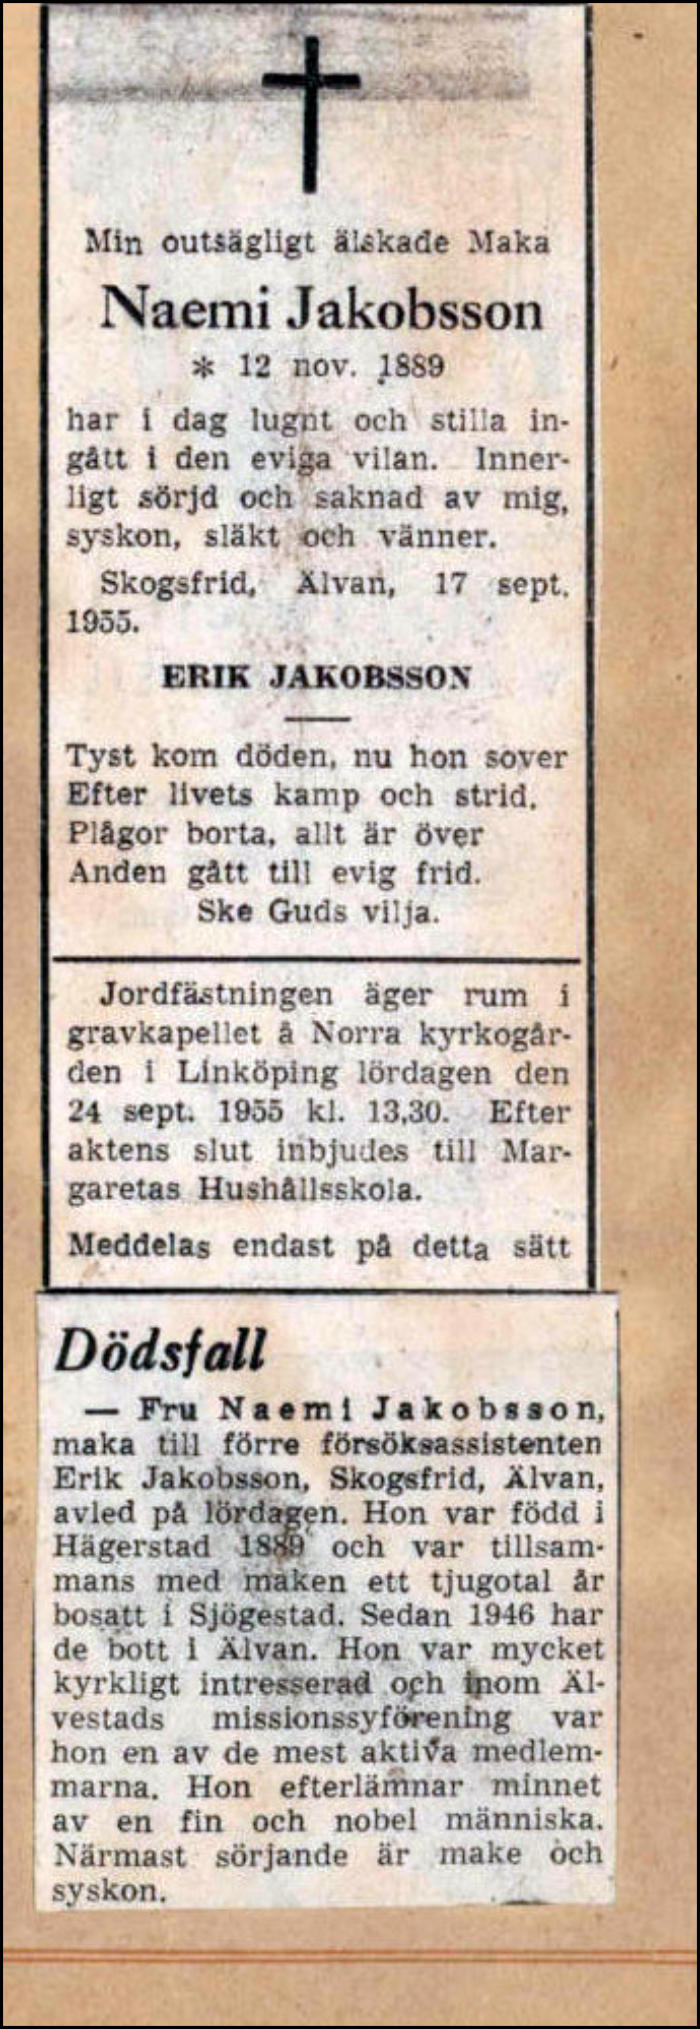 Min outsägligt älskade Maka
Naemi Jakobsson
* 12 nov. 1889
har i dag lugnt och stilla in-
gått i den eviga vilan. Inner-
ligt sörjd och saknad av mig,
syskon, släkt och vänner.
Skogsfrid, Älvan, 17 sept.
1955.
ERIK JAKOBSSON
Tyst kom döden, nu hon sover
Efter livets kamp och strid.
Plågor borta, allt är över
Anden gått till evig frid.
Ske Guds vilja.
Jordfästningen äger rum i
gravkapellet å Norra kyrkogår-
den i Linköping lördagen den
24 sept. 1955 kl. 13,30. Efter
aktens slut inbjudes till Mar-
garetas Hushållsskola.
Meddelas endast på detta sätt
Dödsfall
— Fru Naemi Jakobsson,
maka till förre försöksassistenten
Erik Jakobsson, Skogsfrid, Älvan,
avled på lördagen. Hon var född i
Hägerstad 1889 och var tillsam-
mans med maken ett tjugotal år
bosatt i Sjögestad. Sedan 1946 har
de bott i Älvan. Hon var mycket
kyrkligt intresserad och inom Äl-
vestads missionssyförening var
hon en av de mest aktiva medlem-
marna. Hon efterlämnar minnet
av en fin och nobel människa.
Närmast sörjande är make och
syskon.